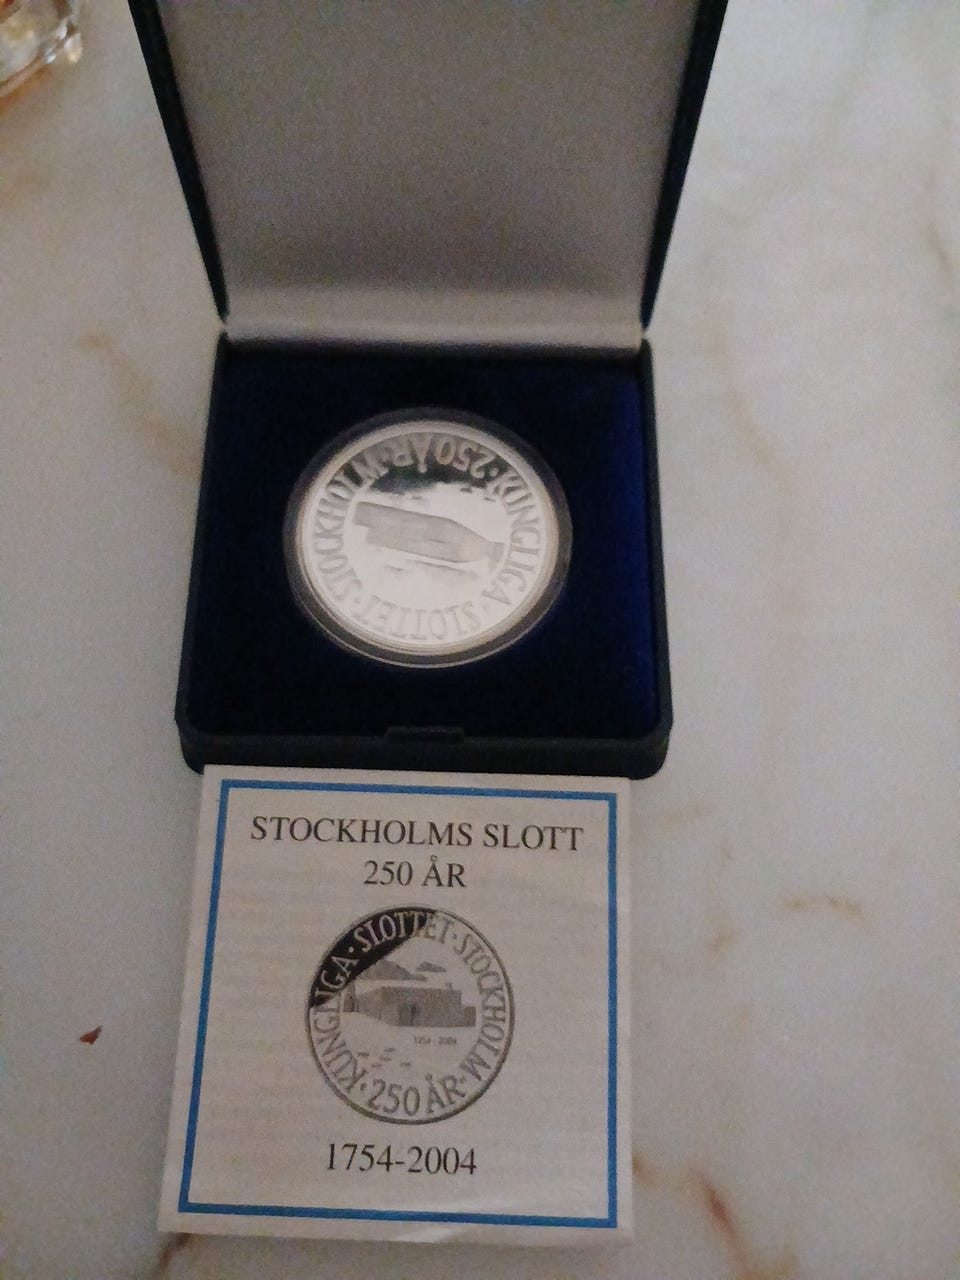 KUNGLIGA · SLOTTET · STOCKHOLM · 250 ÅR ·
STOCKHOLMS SLOTT
250 ÅR
KUNGLIGA · SLOTTET · STOCKHOLM · 250 ÅR ·
1754 - 2004
1754-2004